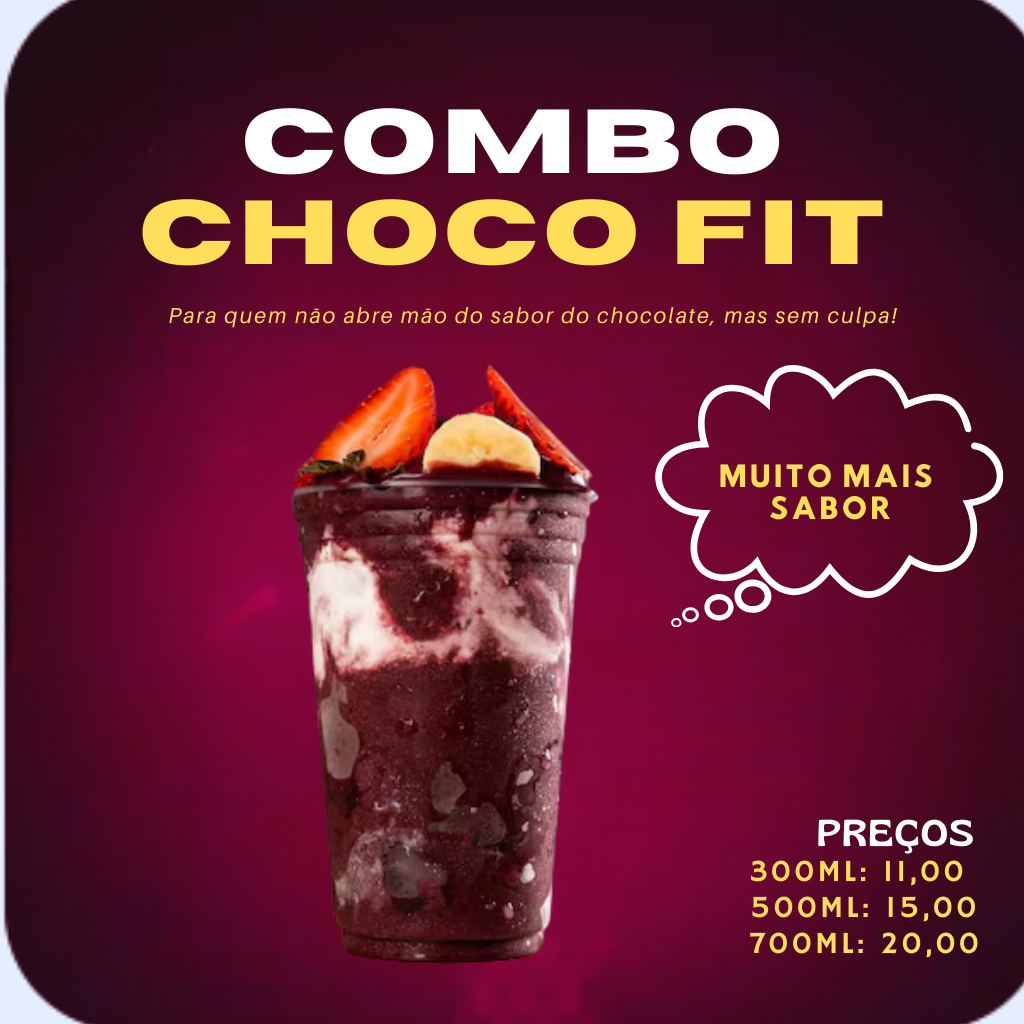 COMBO
CHOCO FIT
Para quem não abre mão do sabor do chocolate, mas sem culpa!
MUITO MAIS
SABOR
PREÇOS
300ML: 11,00
500ML: 15,00
700ML: 20,00